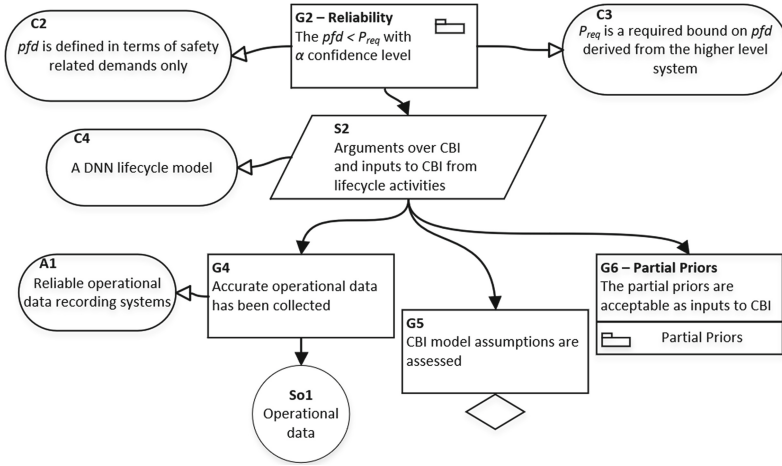 C2
pfd is defined in terms of safety
related demands only
G2 – Reliability
The pfd < Preq with
α confidence level
C3
Preq is a required bound on pfd
derived from the higher level
system
C4
A DNN lifecycle model
S2
Arguments over CBI
and inputs to CBI from
lifecycle activities
A1
Reliable operational
data recording systems
G4
Accurate operational data
has been collected
G5
CBI model assumptions are
assessed
G6 – Partial Priors
The partial priors are
acceptable as inputs to CBI
Partial Priors
So1
Operational
data